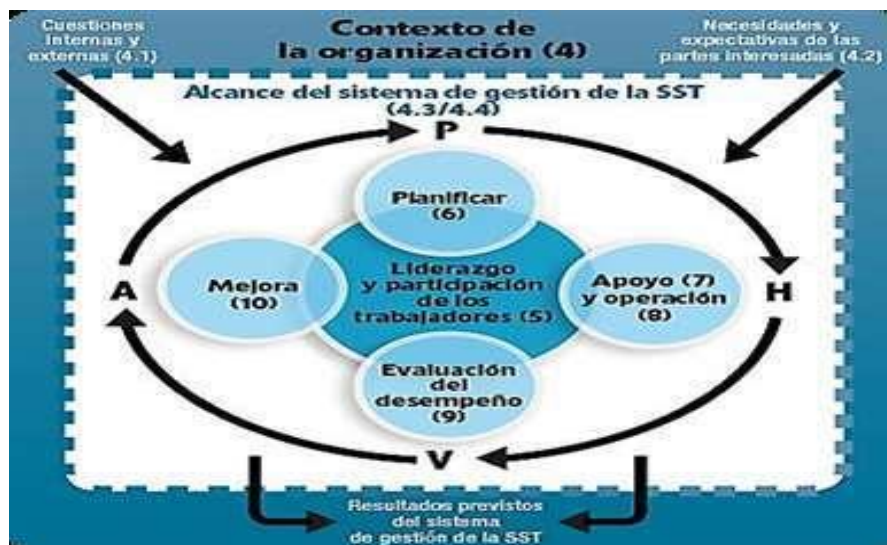 Cuestiones
internas y
externas (4.1)
Contexto de
la organización (4)
Necesidades y
expectativas de las
partes interesadas (4.2)
Alcance del sistema de gestión de la SST
(4.3/4.4)
P
Planificar
(6)
A
Mejora
(10)
Liderazgo
y participación
de los
trabajadores (5)
Apoyo (7)
y operación
(8)
H
Evaluación
del
desempeño
(9)
V
Resultados previstos
del sistema
de gestión de la SST